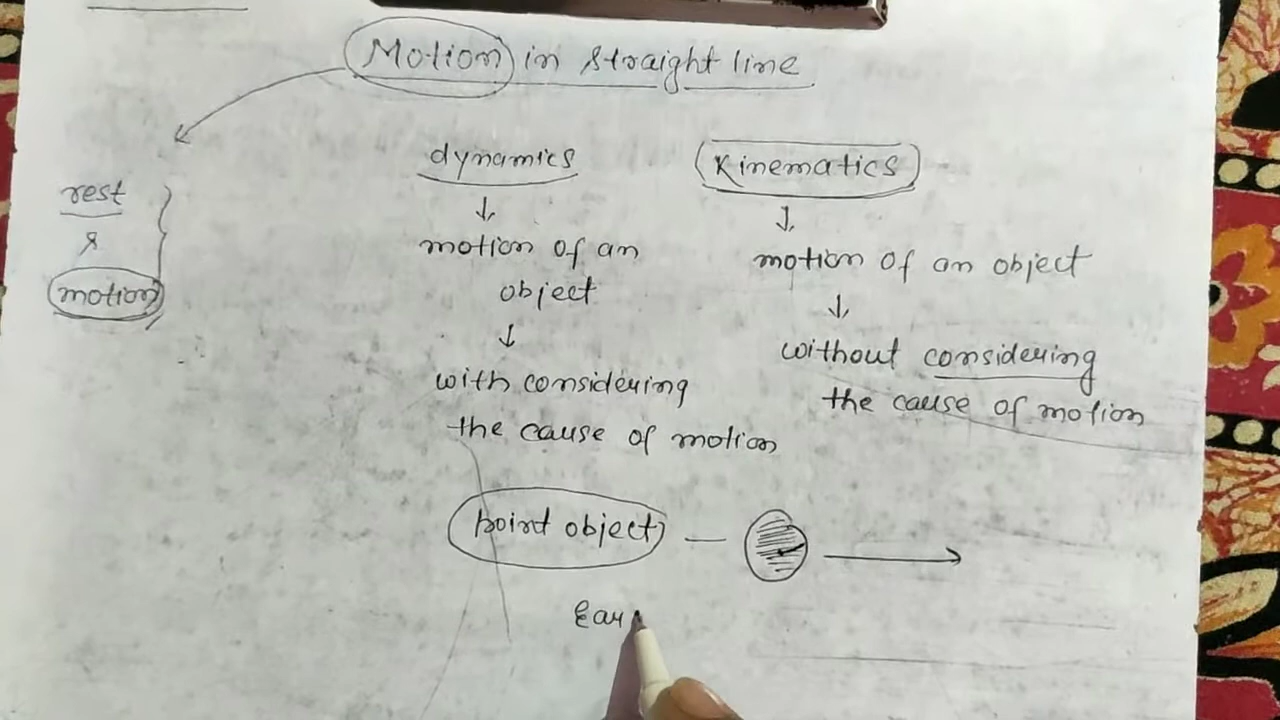 Motion in straight line
rest
&
motion
dynamics
motion of an
object
with considering
the cause of motion
Kinematics
motion of an object
without considering
the cause of motion
point object
Ear